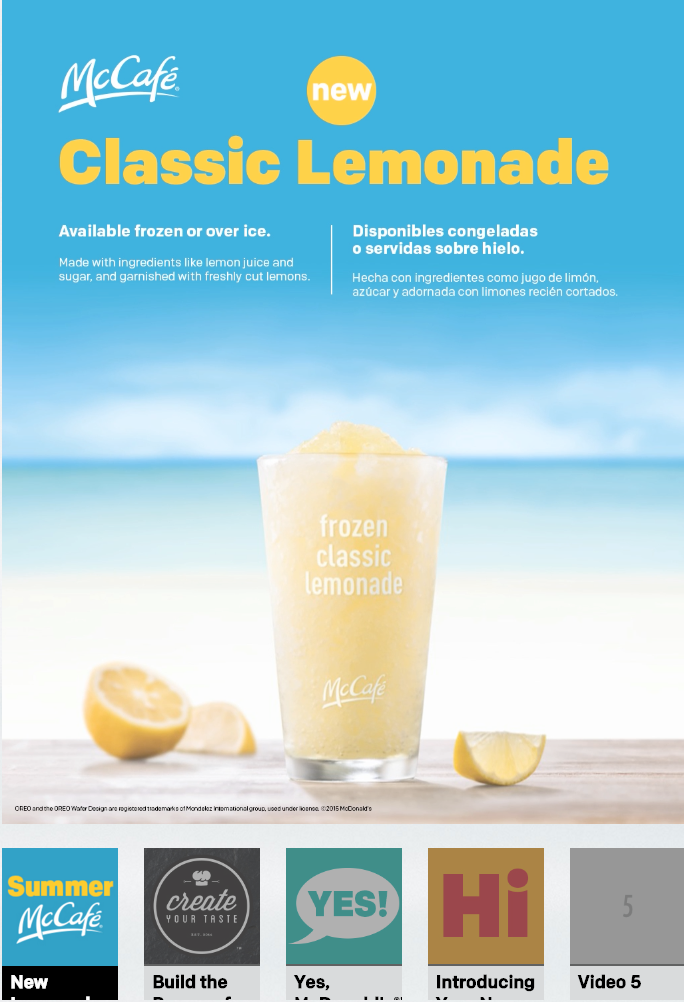 McCafé®
new
Classic Lemonade
Available frozen or over ice.
Made with ingredients like lemon juice and
sugar, and garnished with freshly cut lemons.
Disponibles congeladas
o servidas sobre hielo.
Hecha con ingredientes como jugo de limón,
azúcar y adornada con limones recién cortados.
frozen
classic
lemonade
McCafé
OREO and the OREO Wafer Design are registered trademarks of Mondelez International group, used under license. ©2015 McDonald's
Summer
McCafé®
New
create
YOUR TASTE
Build the
YES!
Yes,
Hi
Introducing
5
Video 5